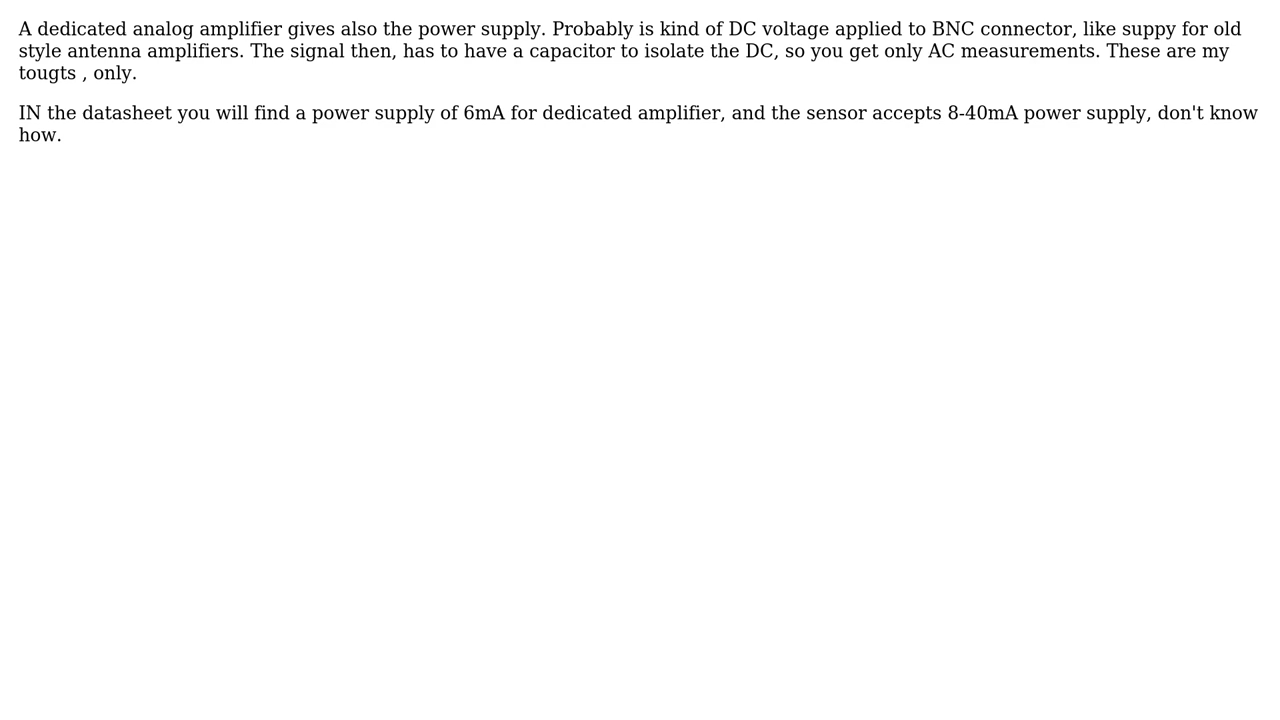 A dedicated analog amplifier gives also the power supply. Probably is kind of DC voltage applied to BNC connector, like suppy for old
style antenna amplifiers. The signal then, has to have a capacitor to isolate the DC, so you get only AC measurements. These are my
tougts , only.
IN the datasheet you will find a power supply of 6mA for dedicated amplifier, and the sensor accepts 8-40mA power supply, don't know
how.